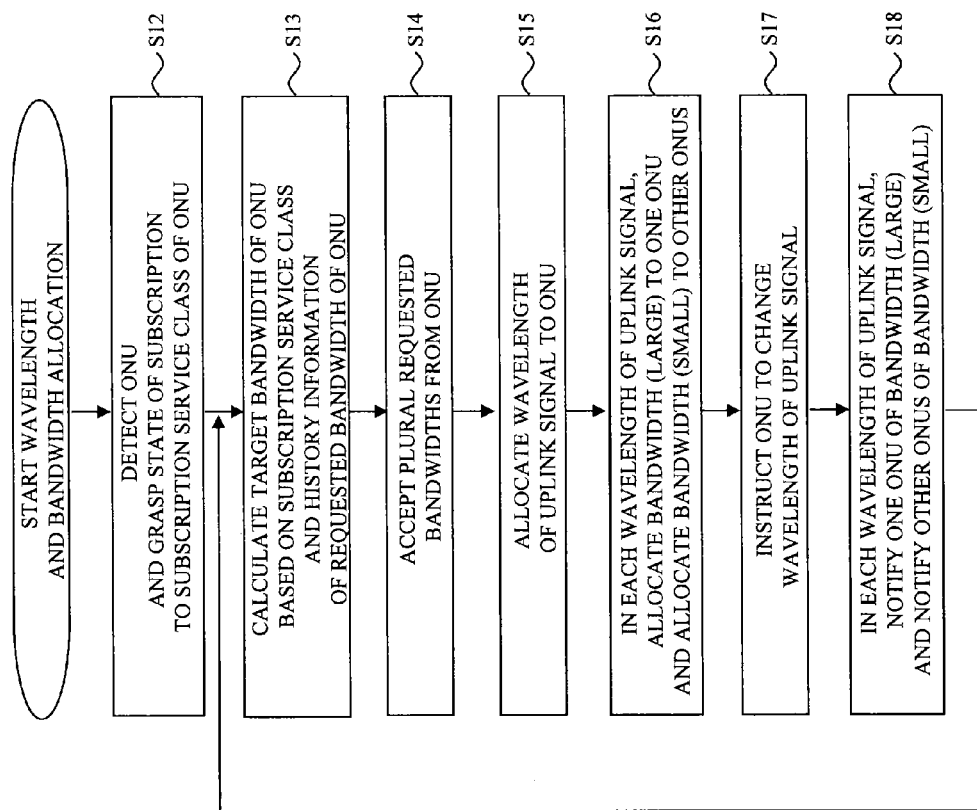 START WAVELENGTH
AND BANDWIDTH ALLOCATION
DETECT ONU
AND GRASP STATE OF SUBSCRIPTION
TO SUBSCRIPTION SERVICE CLASS OF ONU
S12
CALCULATE TARGET BANDWIDTH OF ONU
BASED ON SUBSCRIPTION SERVICE CLASS
AND HISTORY INFORMATION
OF REQUESTED BANDWIDTH OF ONU
S13
ACCEPT PLURAL REQUESTED
BANDWIDTHS FROM ONU
S14
ALLOCATE WAVELENGTH
OF UPLINK SIGNAL TO ONU
S15
IN EACH WAVELENGTH OF UPLINK SIGNAL,
ALLOCATE BANDWIDTH (LARGE) TO ONE ONU
AND ALLOCATE BANDWIDTH (SMALL) TO OTHER ONUS
S16
INSTRUCT ONU TO CHANGE
WAVELENGTH OF UPLINK SIGNAL
S17
IN EACH WAVELENGTH OF UPLINK SIGNAL,
NOTIFY ONE ONU OF BANDWIDTH (LARGE)
AND NOTIFY OTHER ONUS OF BANDWIDTH (SMALL)
S18